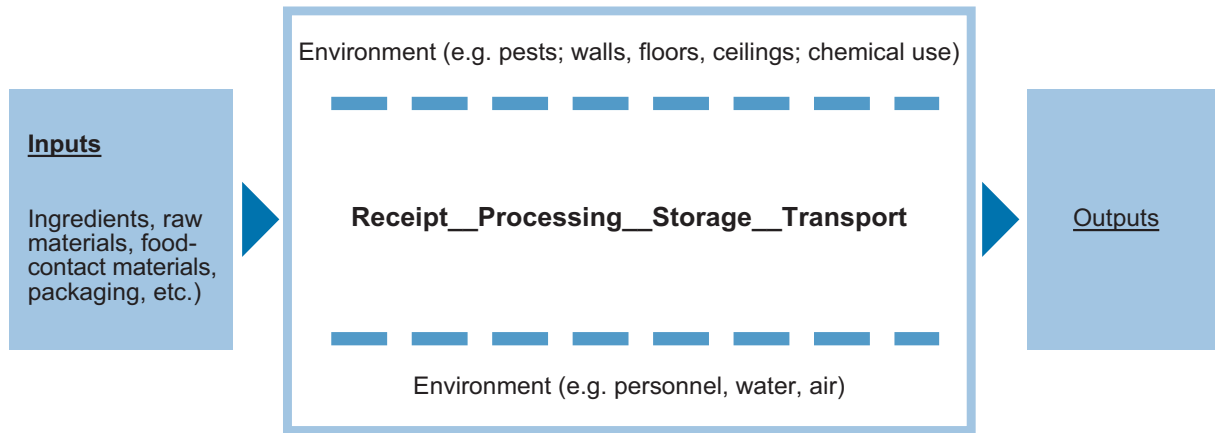 Environment (e.g. pests; walls, floors, ceilings; chemical use)
Inputs
Ingredients, raw
materials, food-
contact materials,
packaging, etc.)
Receipt__Processing__Storage__Transport
Outputs
Environment (e.g. personnel, water, air)